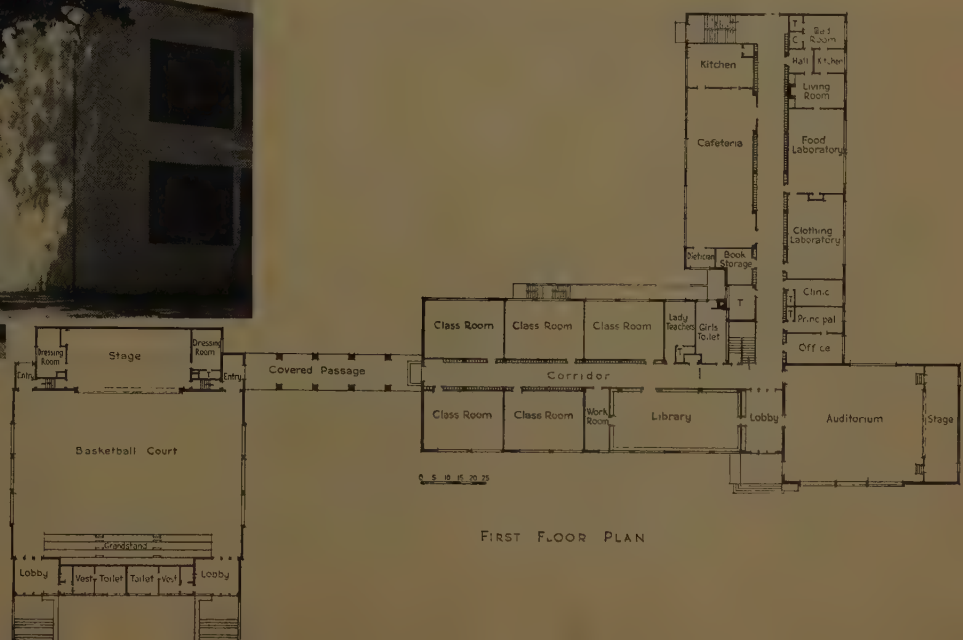 T
Bed
Room
C
Hall
Kitchen
Kitchen
Living
Room
Cafeteria
Food
Laboratory
Clothing
Laboratory
Dietician
Book
Storage
T
Clinic
T
Principal
T
Office
Class Room
Class Room
Class Room
Lady
Teachers
T
Girls
Toilet
Dressing
Room
Stage
Dressing
Room
T
Entry
Entry
Covered Passage
Corridor
Class Room
Class Room
Work
Room
Library
Lobby
Auditorium
Stage
Basketball Court
0 5 10 15 20 25
Grandstand
FIRST FLOOR PLAN
Lobby
Vest
Toilet
Toilet
Vest
Lobby